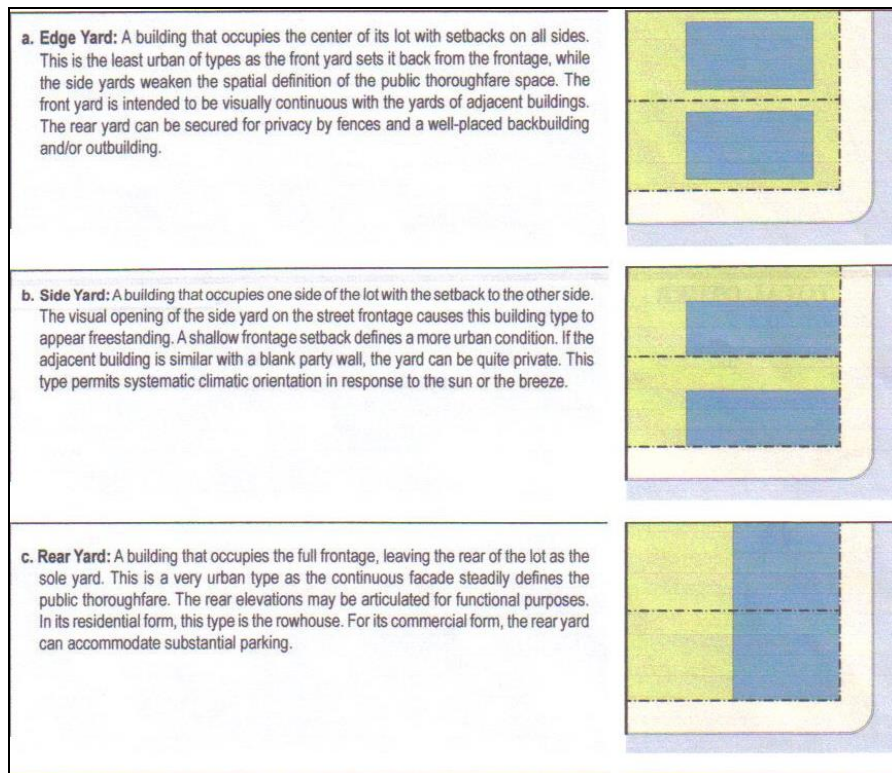 a. Edge Yard: A building that occupies the center of its lot with setbacks on all sides.
This is the least urban of types as the front yard sets it back from the frontage, while
the side yards weaken the spatial definition of the public thoroughfare space. The
front yard is intended to be visually continuous with the yards of adjacent buildings.
The rear yard can be secured for privacy by fences and a well-placed backbuilding
and/or outbuilding.
b. Side Yard: A building that occupies one side of the lot with the setback to the other side.
The visual opening of the side yard on the street frontage causes this building type to
appear freestanding. A shallow frontage setback defines a more urban condition. If the
adjacent building is similar with a blank party wall, the yard can be quite private. This
type permits systematic climatic orientation in response to the sun or the breeze.
c. Rear Yard: A building that occupies the full frontage, leaving the rear of the lot as the
sole yard. This is a very urban type as the continuous facade steadily defines the
public thoroughfare. The rear elevations may be articulated for functional purposes.
In its residential form, this type is the rowhouse. For its commercial form, the rear yard
can accommodate substantial parking.